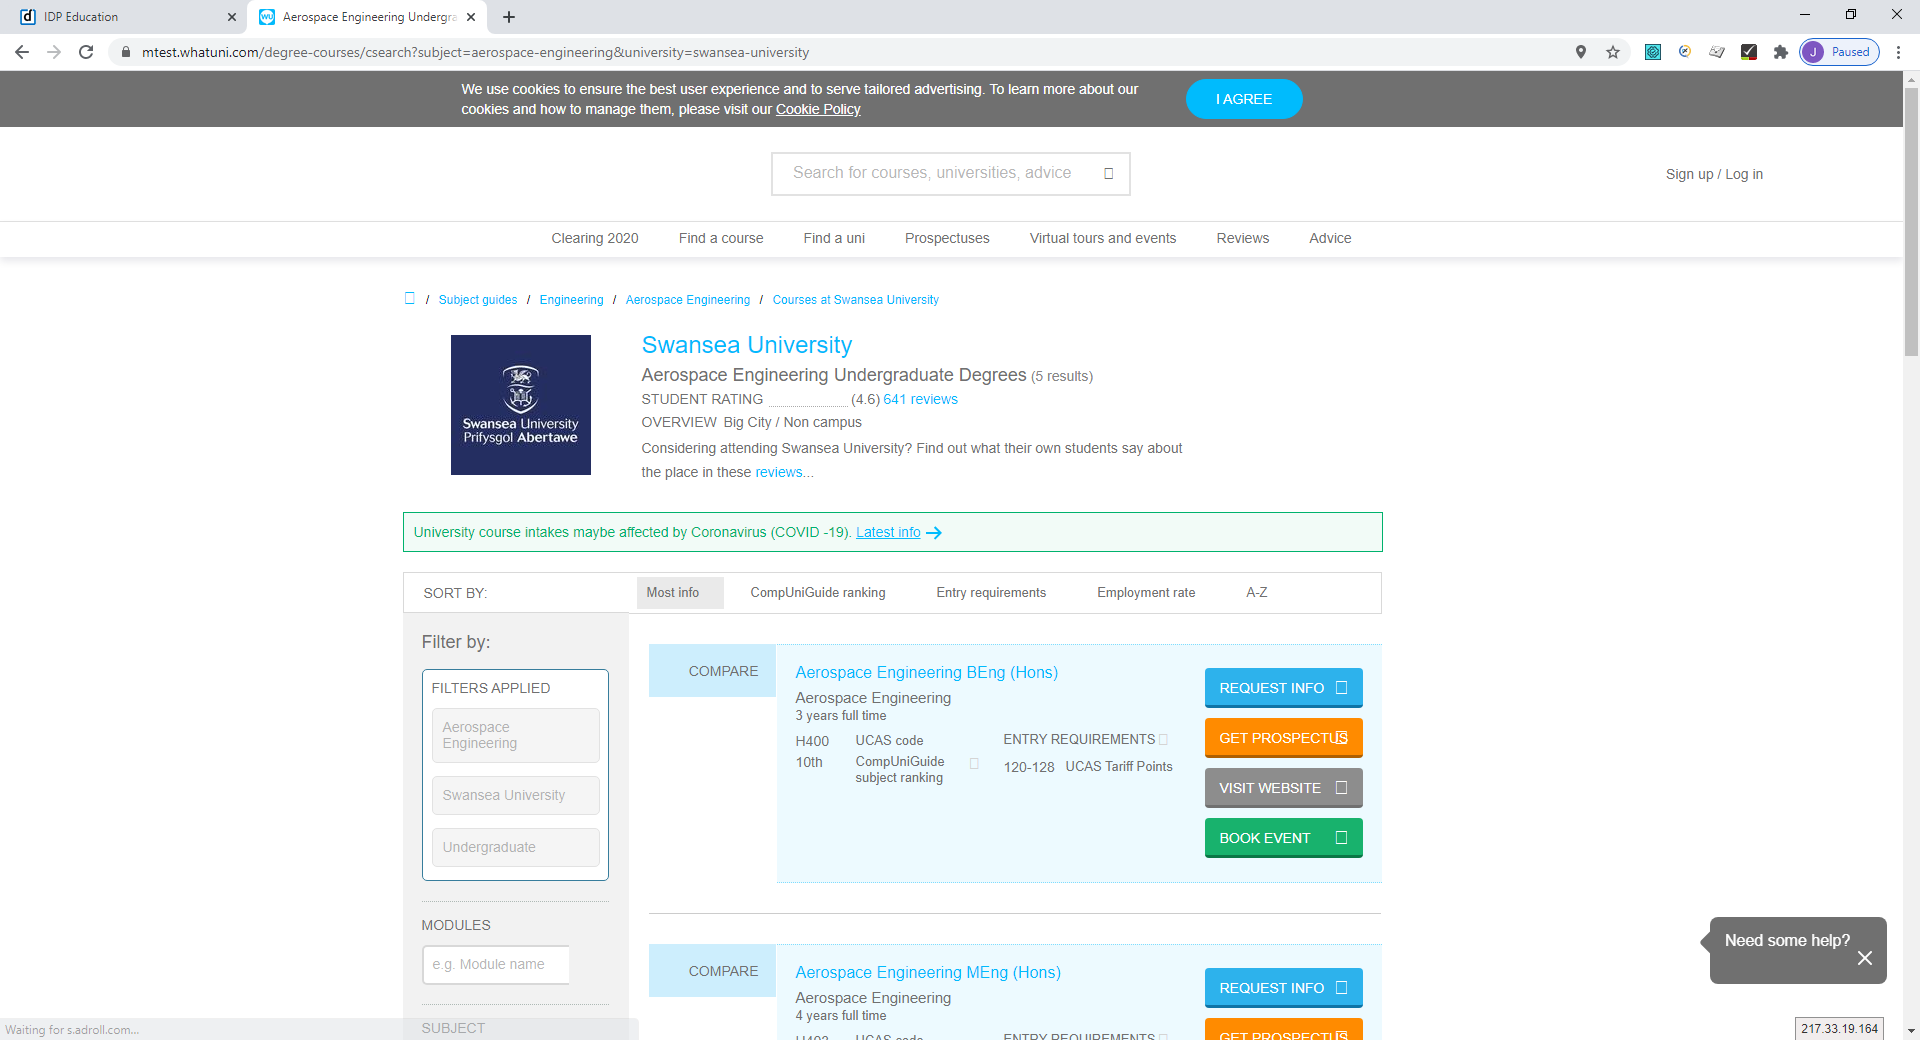 IDP Education
Aerospace Engineering Undergra
mtest.whatuni.com/degree-courses/csearch?subject=aerospace-engineering&university=swansea-university
J Paused
We use cookies to ensure the best user experience and to serve tailored advertising. To learn more about our
cookies and how to manage them, please visit our Cookie Policy
I AGREE
Search for courses, universities, advice
Sign up / Log in
Clearing 2020 Find a course Find a uni Prospectuses Virtual tours and events Reviews Advice
/ Subject guides / Engineering / Aerospace Engineering / Courses at Swansea University
Swansea University
Prifysgol Abertawe
Swansea University
Aerospace Engineering Undergraduate Degrees (5 results)
STUDENT RATING (4.6) 641 reviews
OVERVIEW Big City / Non campus
Considering attending Swansea University? Find out what their own students say about
the place in these reviews...
University course intakes maybe affected by Coronavirus (COVID -19). Latest info
SORT BY: Most info CompUniGuide ranking Entry requirements Employment rate A-Z
Filter by:
FILTERS APPLIED
Aerospace
Engineering
Swansea University
Undergraduate
MODULES
e.g. Module name
SUBJECT
COMPARE
Aerospace Engineering BEng (Hons)
Aerospace Engineering
3 years full time
H400 UCAS code
10th CompUniGuide
subject ranking
ENTRY REQUIREMENTS
120-128 UCAS Tariff Points
REQUEST INFO
GET PROSPECTUS
VISIT WEBSITE
BOOK EVENT
COMPARE
Aerospace Engineering MEng (Hons)
Aerospace Engineering
4 years full time
UCAS code
ENTRY REQUIREMENTS
REQUEST INFO
GET PROSPECTUS
Need some help?
Waiting for s.adroll.com...
217.33.19.164